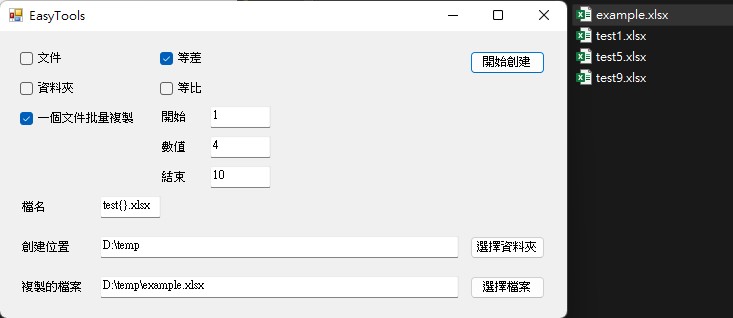 EasyTools
文件
等差
開始創建
資料夾
等比
一個文件批量複製
開始
1
數值
4
結束
10
檔名
test{}.xlsx
創建位置
D:\temp
選擇資料夾
複製的檔案
D:\temp\example.xlsx
選擇檔案
example.xlsx
test1.xlsx
test5.xlsx
test9.xlsx